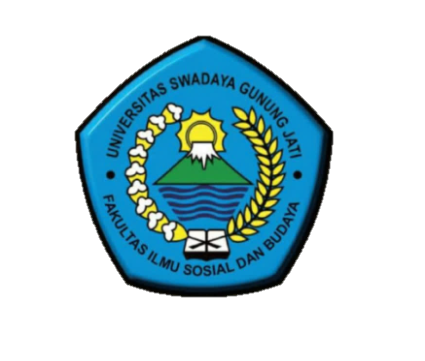 UNIVERSITAS SWADAYA GUNUNG JATI
FAKULTAS ILMU SOSIAL DAN BUDAYA